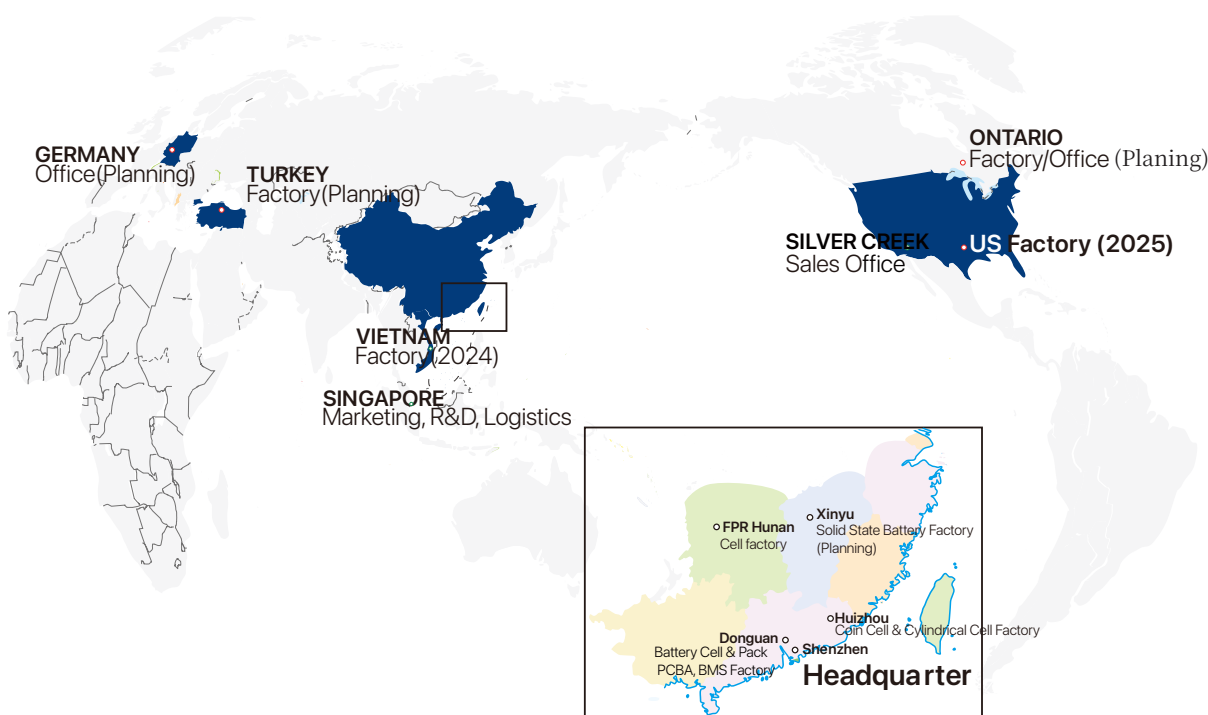 GERMANY
Office(Planning)
TURKEY
Factory(Planning)
ONTARIO
Factory/Office (Planing)
SILVER CREEK
Sales Office
US Factory (2025)
VIETNAM
Factory(2024)
SINGAPORE
Marketing, R&D, Logistics
FPR Hunan
Cell factory
Xinyu
Solid State Battery Factory
(Planning)
Huizhou
Coin Cell & Cylindrical Cell Factory
Donguan
Battery Cell & Pack
PCBA, BMS Factory
Shenzhen
Headquarter